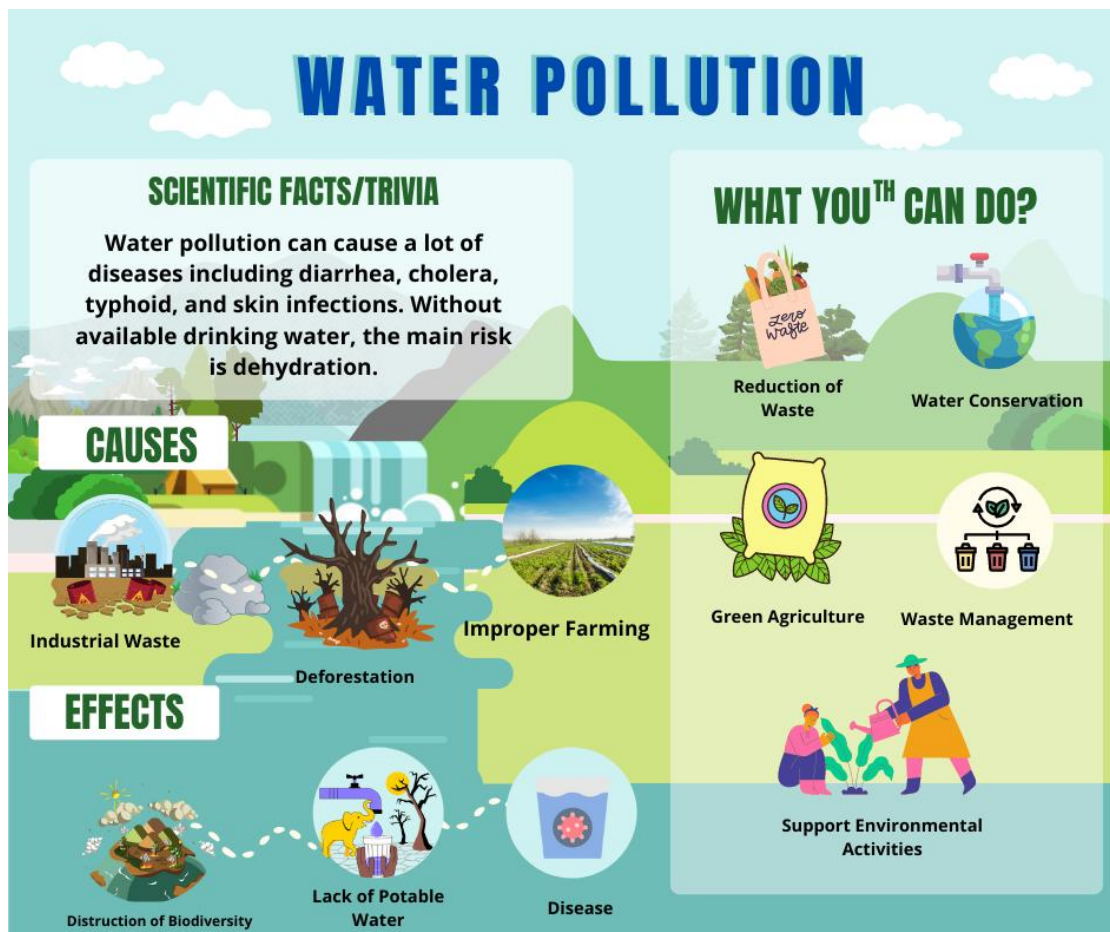 WATER POLLUTION
SCIENTIFIC FACTS/TRIVIA
Water pollution can cause a lot of
diseases including diarrhea, cholera,
typhoid, and skin infections. Without
available drinking water, the main risk
is dehydration.
CAUSES
Industrial Waste
Deforestation
Improper Farming
EFFECTS
Distruction of Biodiversity
Lack of Potable
Water
Disease
WHAT YOUTH CAN DO?
zero
waste
Reduction of
Waste
Water Conservation
Green Agriculture
Waste Management
Support Environmental
Activities